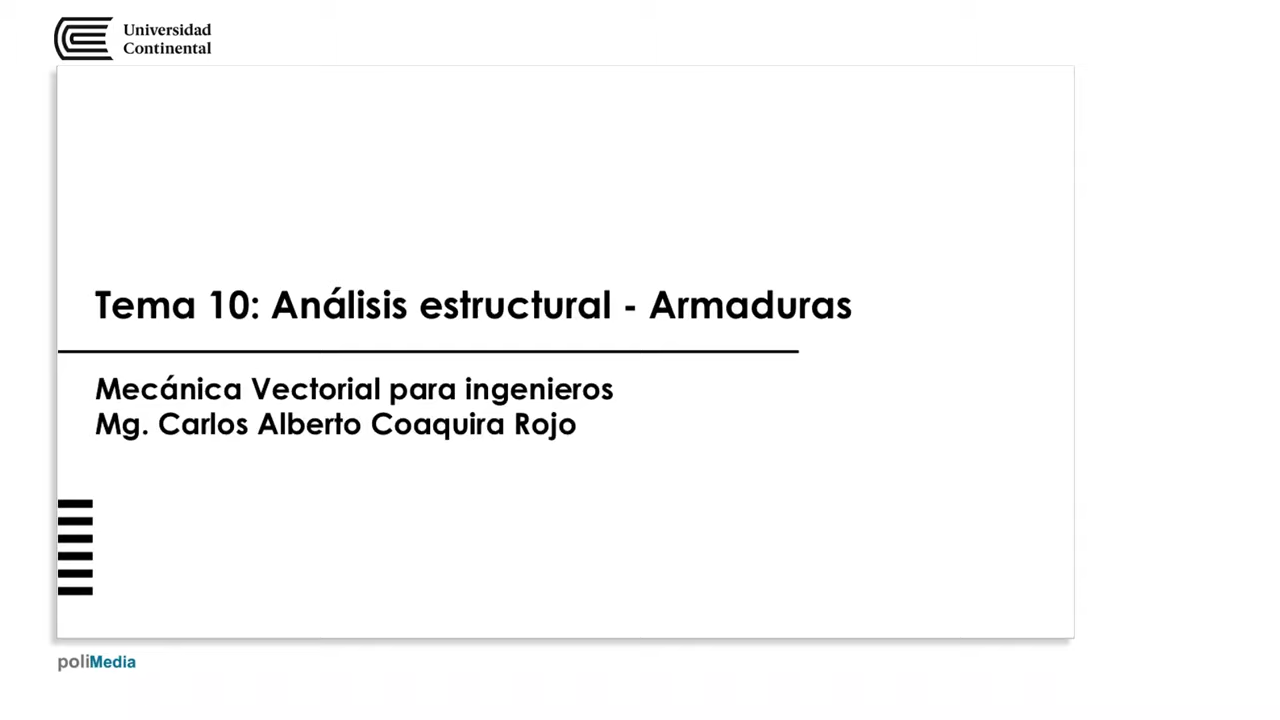 Universidad
Continental
Tema 10: Análisis estructural - Armaduras
Mecánica Vectorial para ingenieros
Mg. Carlos Alberto Coaquira Rojo
poliMedia